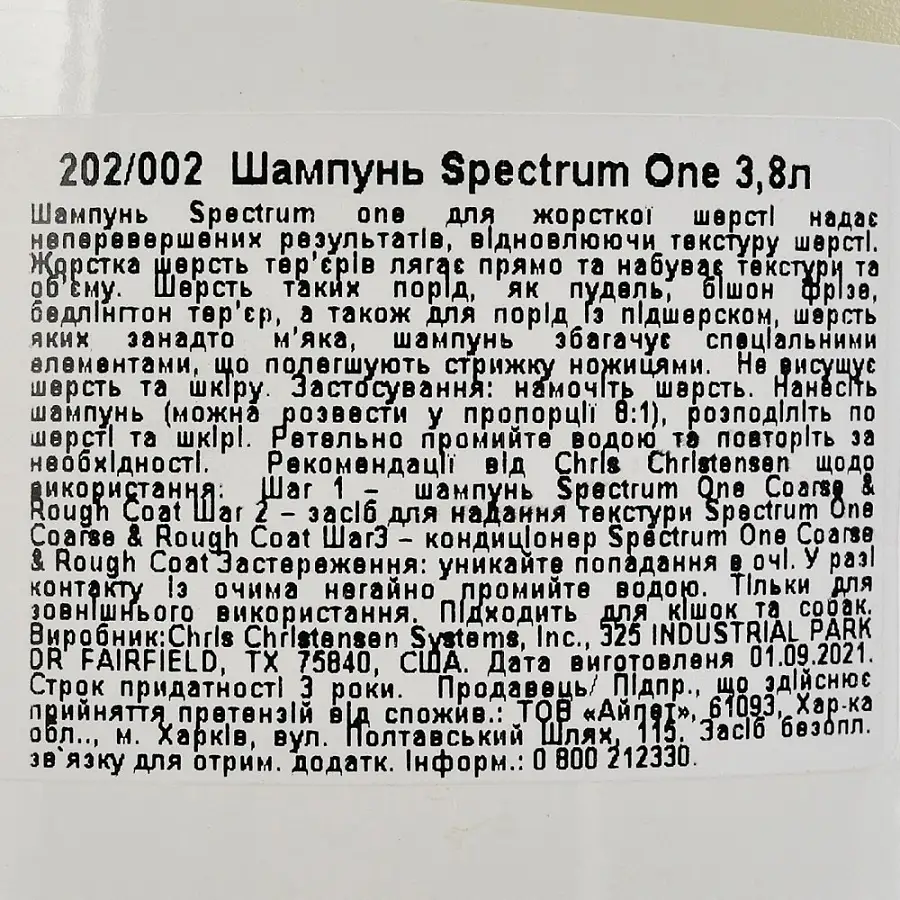 202/002 Шампунь Spectrum One 3,8л
Шампунь Spectrum one для жорсткої шерсті надає
неперевершених результатів, відновлюючи текстуру шерсті.
Жорстка шерсть тер'єрів лягає прямо та набуває текстури та
об'єму. Шерсть таких порід, як пудель, бішон фрізе,
бедлінгтон тер'єр, а також для порід із підшерском, шерсть
яких занадто м'яка, шампунь збагачує спеціальними
елементами, що полегшують стрижку ножицями. Не висушує
шерсть та шкіру. Застосування: намочіть шерсть. Нанесіть
шампунь (можна розвести у пропорції 8:1), розподіліть по
шерсті та шкірі. Ретельно промийте водою та повторіть за
необхідності. Рекомендації від Chris Christensen щодо
використання: Шаг 1 – шампунь Spectrum One Coarse &
Rough Coat Шаг 2 – засіб для надання текстури Spectrum One
Coarse & Rough Coat Шаг3 – кондиціонер Spectrum One Coarse
& Rough Coat Застереження: уникайте попадання в очі. У разі
контакту із очима негайно промийте водою. Тільки для
зовнішнього використання. Підходить для кішок та собак.
Виробник:Chris Christensen Systems, Inc., 325 INDUSTRIAL PARK
DR FAIRFIELD, TX 75840, США. Дата виготовленя 01.09.2021.
Строк придатності 3 роки. Продавець/ Підпр., що здійснює
прийняття претензій від спожив.: ТОВ «Айпет», 61093, Хар-ка
обл.., м. Харків, вул. Полтавський Шлях, 115. Засіб безопл.
зв`язку для отрим. додатк. Інформ.: 0 800 212330.